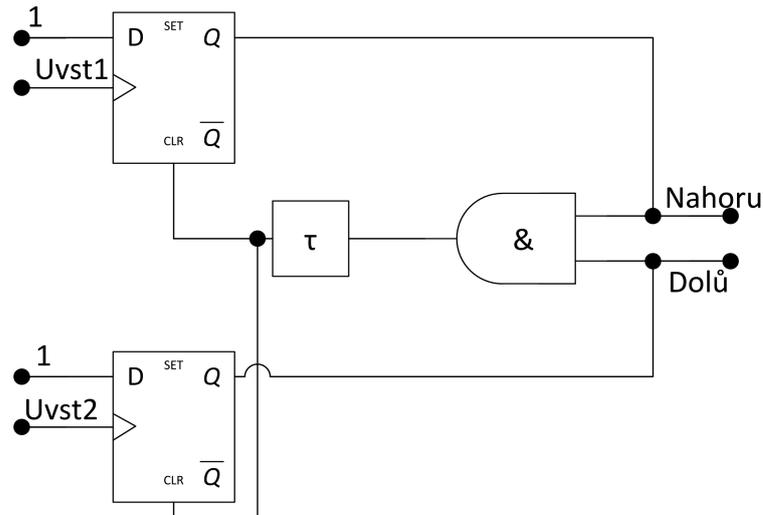 1
D SET Q
Uvst1
CLR Q̅
Nahoru
τ &
Dolů
1
D SET Q
Uvst2
CLR Q̅